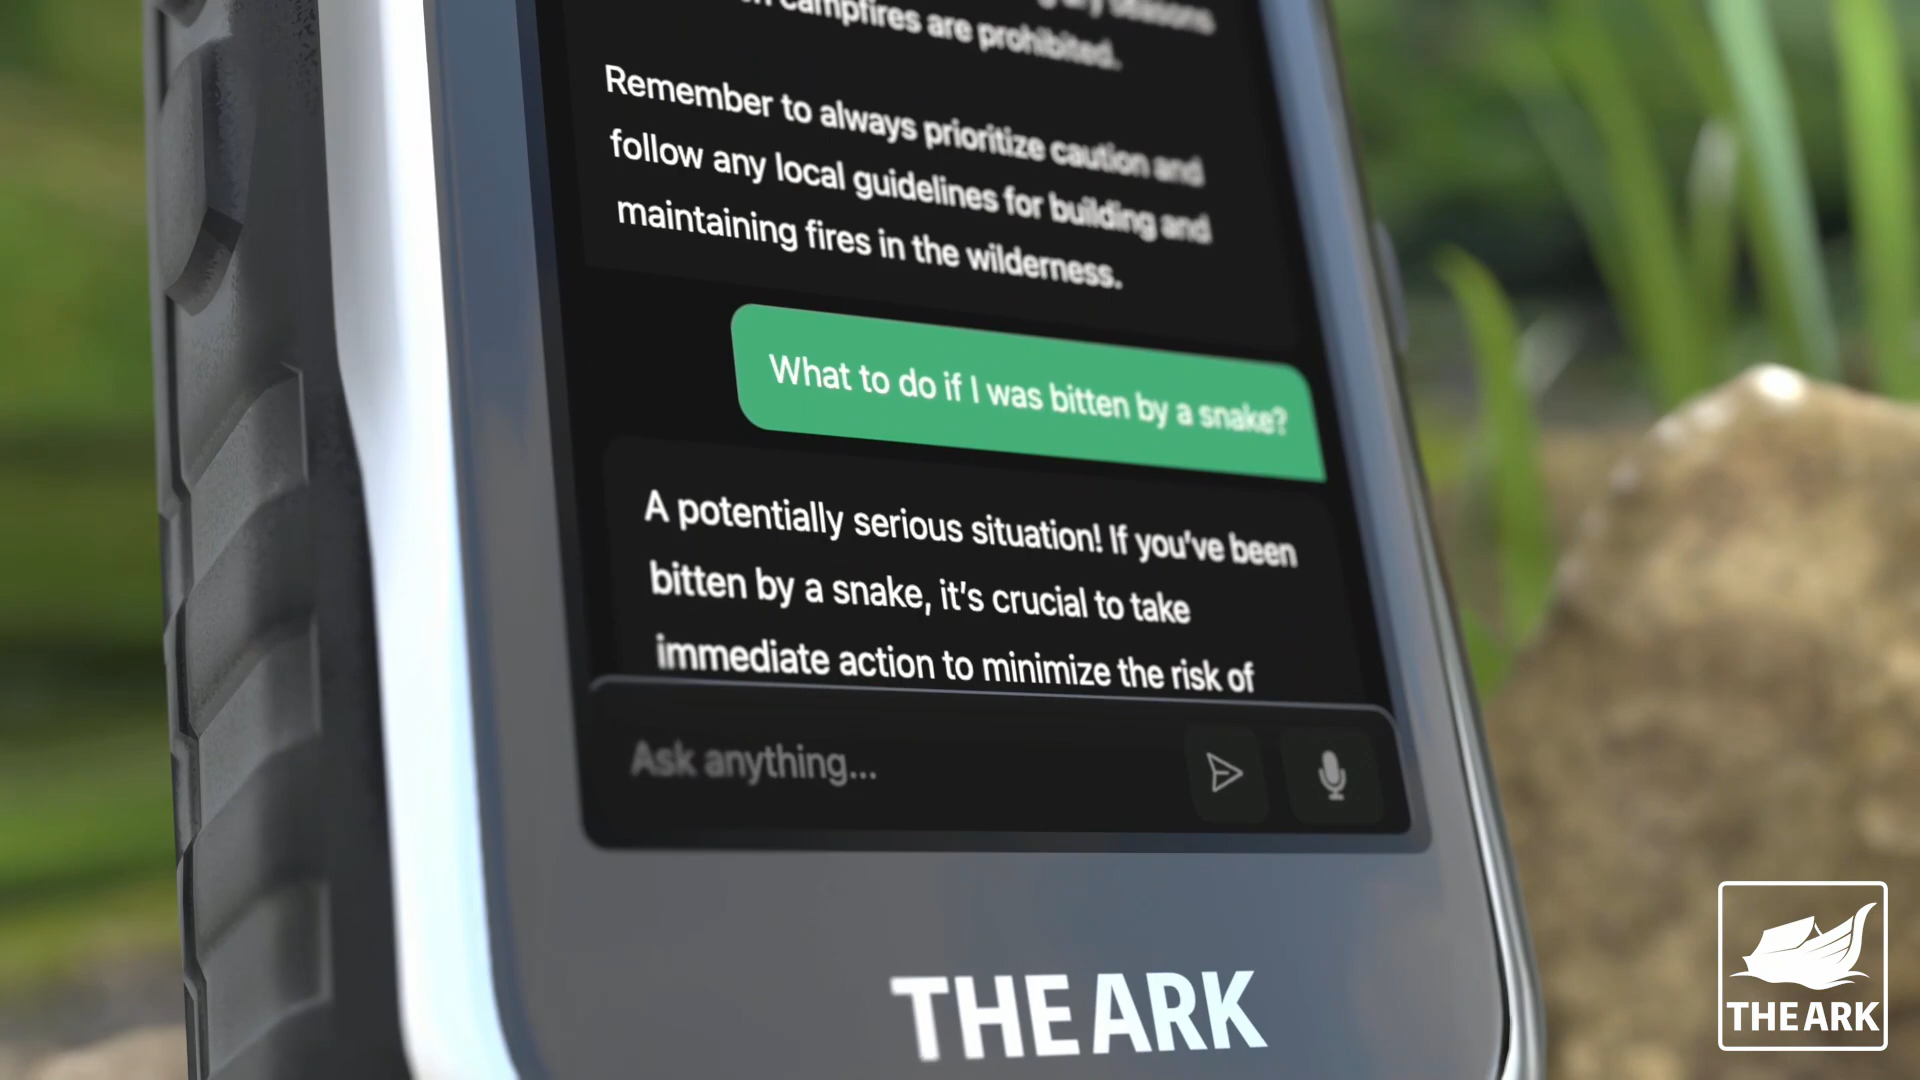 campfires are prohibited.
Remember to always prioritize caution and
follow any local guidelines for building and
maintaining fires in the wilderness.
What to do if I was bitten by a snake?
A potentially serious situation! If you've been
bitten by a snake, it's crucial to take
immediate action to minimize the risk of
Ask anything...
THE ARK
THE ARK